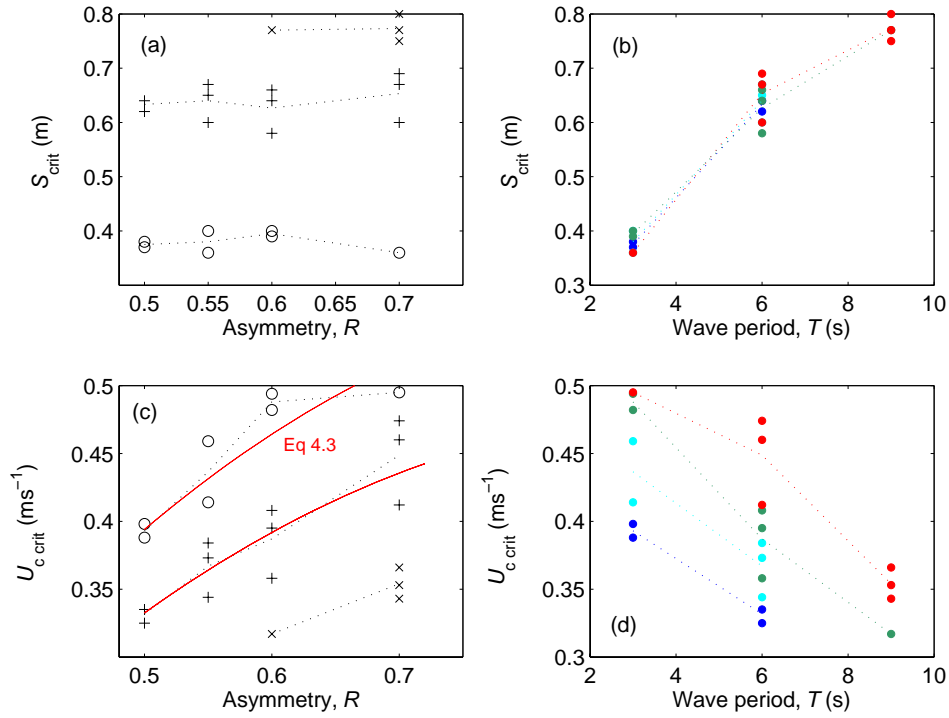 (a)
0.8
0.7
0.6
0.5
0.4
0.3
S_crit (m)
0.5 0.55 0.6 0.65 0.7
Asymmetry, R
(b)
0.8
0.7
0.6
0.5
0.4
0.3
S_crit (m)
2 4 6 8 10
Wave period, T (s)
(c)
0.5
0.45
0.4
0.35
0.3
U_c crit (ms⁻¹)
Eq 4.3
0.5 0.55 0.6 0.65 0.7
Asymmetry, R
(d)
0.5
0.45
0.4
0.35
0.3
U_c crit (ms⁻¹)
2 4 6 8 10
Wave period, T (s)